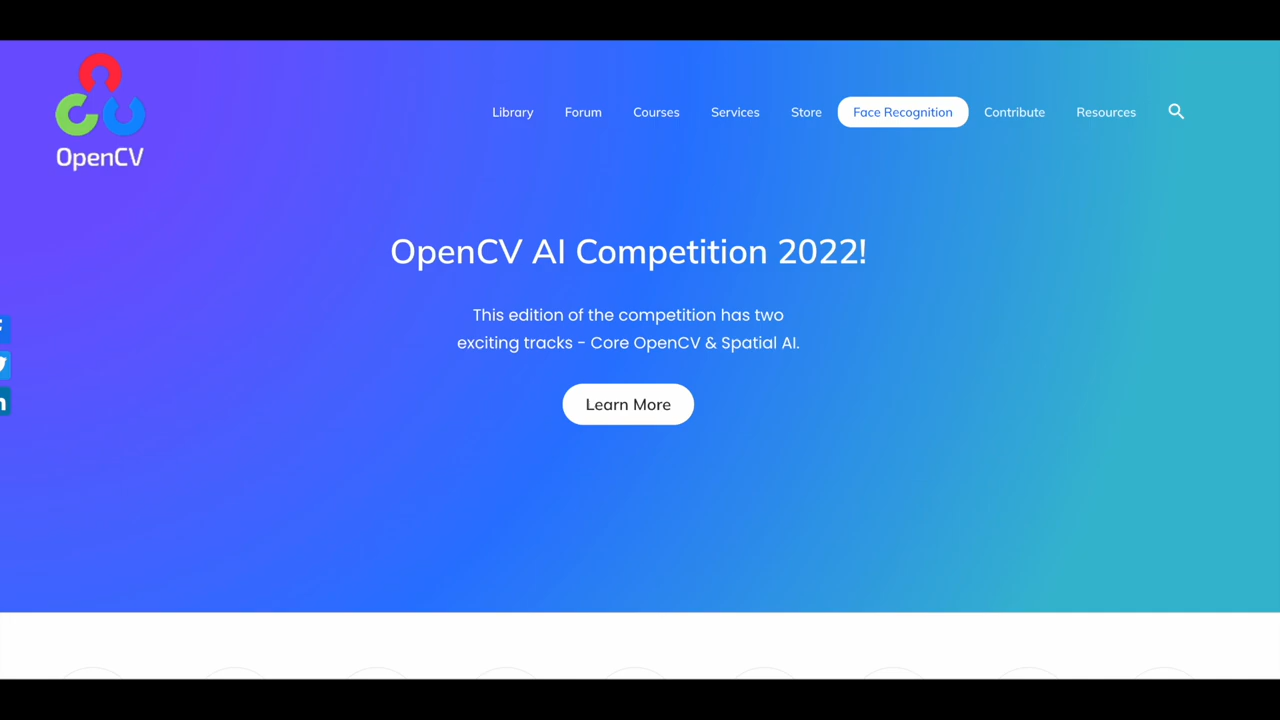 OpenCV
Library Forum Courses Services Store Face Recognition Contribute Resources
OpenCV AI Competition 2022!
This edition of the competition has two
exciting tracks - Core OpenCV & Spatial AI.
Learn More